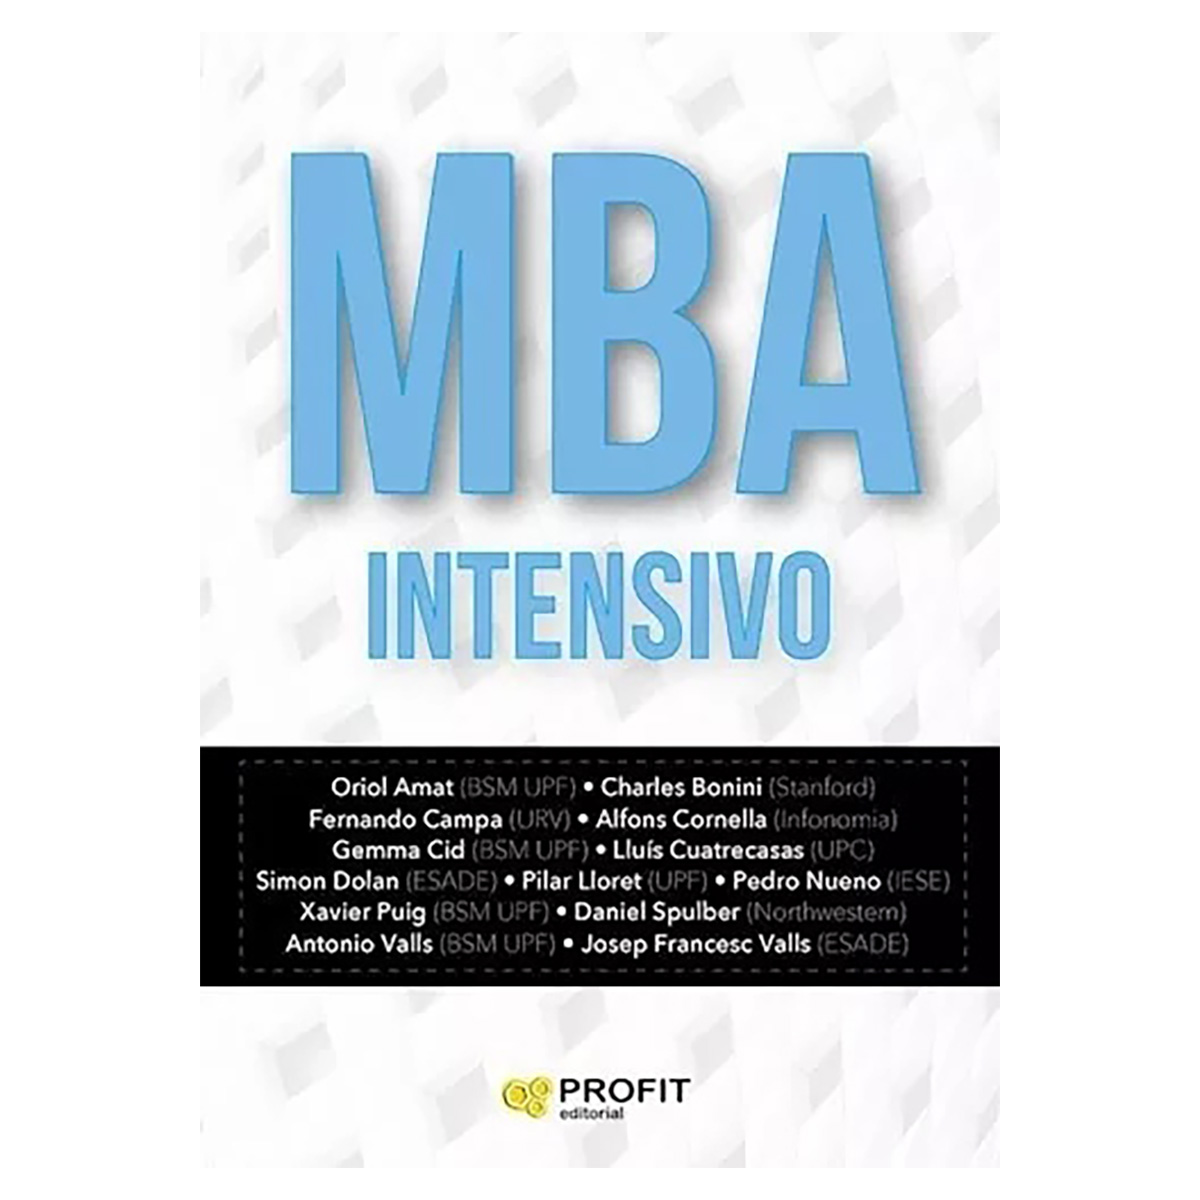 MBA
INTENSIVO
Oriol Amat (BSM UPF) • Charles Bonini (Stanford)
Fernando Campa (URV) • Alfons Cornella (Infonomia)
Gemma Cid (BSM UPF) • Lluís Cuatrecasas (UPC)
Simon Dolan (ESADE) • Pilar Lloret (UPF) • Pedro Nueno (IESE)
Xavier Puig (BSM UPF) • Daniel Spulber (Northwestern)
Antonio Valls (BSM UPF) • Josep Francesc Valls (ESADE)
PROFIT
editorial